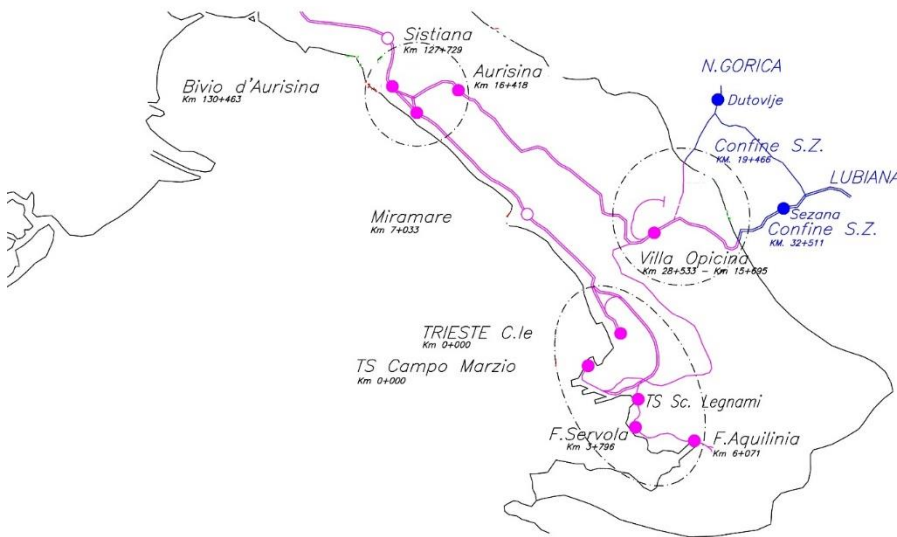 Sistiana
Km 127+729
Bivio d'Aurisina
Km 130+463
Aurisina
Km 16+418
N.GORICA
Dutovlje
Confine S.Z.
KM. 19+466
LUBIANA
Sezana
Confine S.Z.
KM. 32+511
Miramare
Km 7+033
Villa Opicina
Km 28+533 - Km 15+695
TRIESTE C.le
Km 0+000
TS Campo Marzio
Km 0+000
TS Sc. Legnami
F.Servola
Km 3+796
F.Aquilinia
Km 6+071